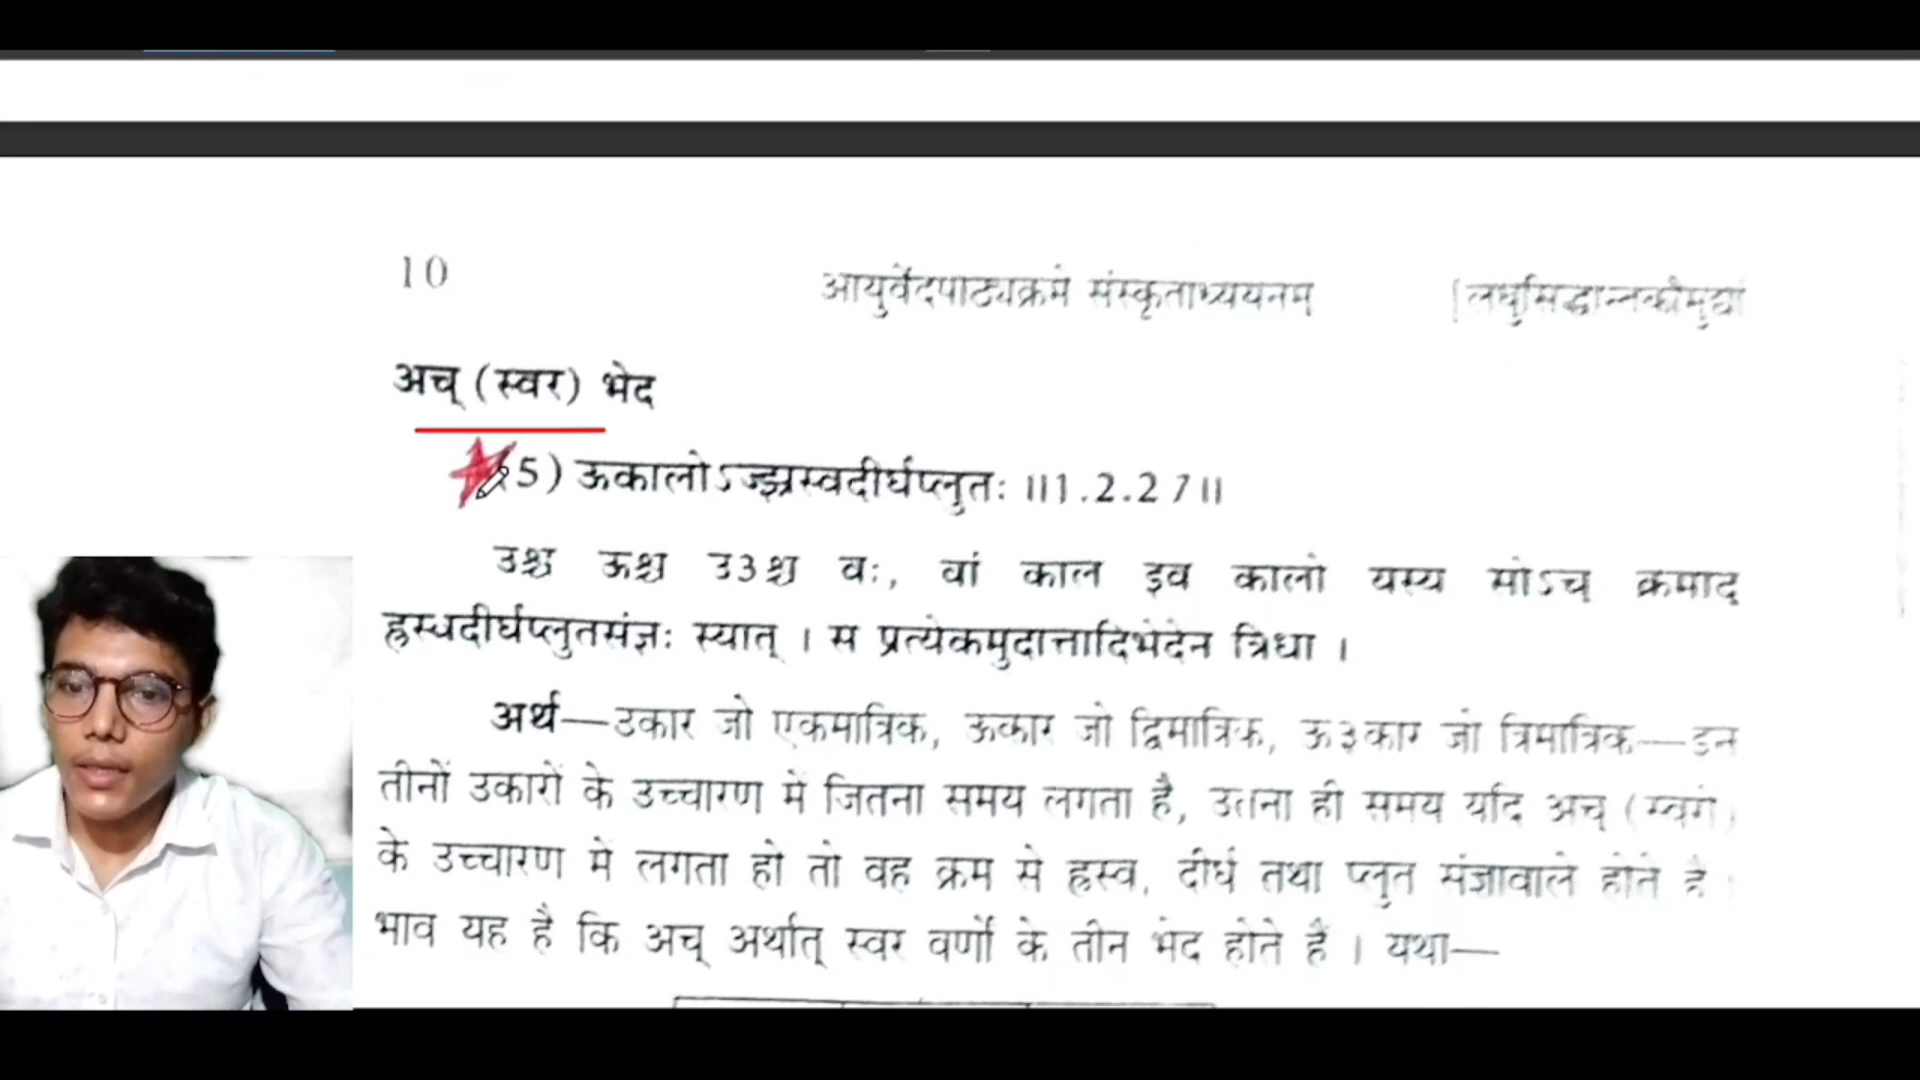 10 आयुर्वेदपाठ्यक्रमे संस्कृताध्ययनम् [लघुसिद्धान्तकौमुद्यां
अच् (स्वर) भेद
(5) ऊकालोऽज्झ्रस्वदीर्घप्लुतः ॥1.2.27॥
उश्च ऊश्च उ3श्च वः, वां काल इव कालो यस्य सोऽच् क्रमाद्
ह्रस्वदीर्घप्लुतसंज्ञः स्यात् । स प्रत्येकमुदात्तादिभेदेन त्रिधा ।
अर्थ—उकार जो एकमात्रिक, ऊकार जो द्विमात्रिक, ऊ३कार जो त्रिमात्रिक—इन
तीनों उकारों के उच्चारण में जितना समय लगता है, उतना ही समय यदि अच् (स्वर)
के उच्चारण में लगता हो तो वह क्रम से ह्रस्व, दीर्घ तथा प्लुत संज्ञावाले होते हैं ।
भाव यह है कि अच् अर्थात् स्वर वर्णों के तीन भेद होते हैं । यथा—